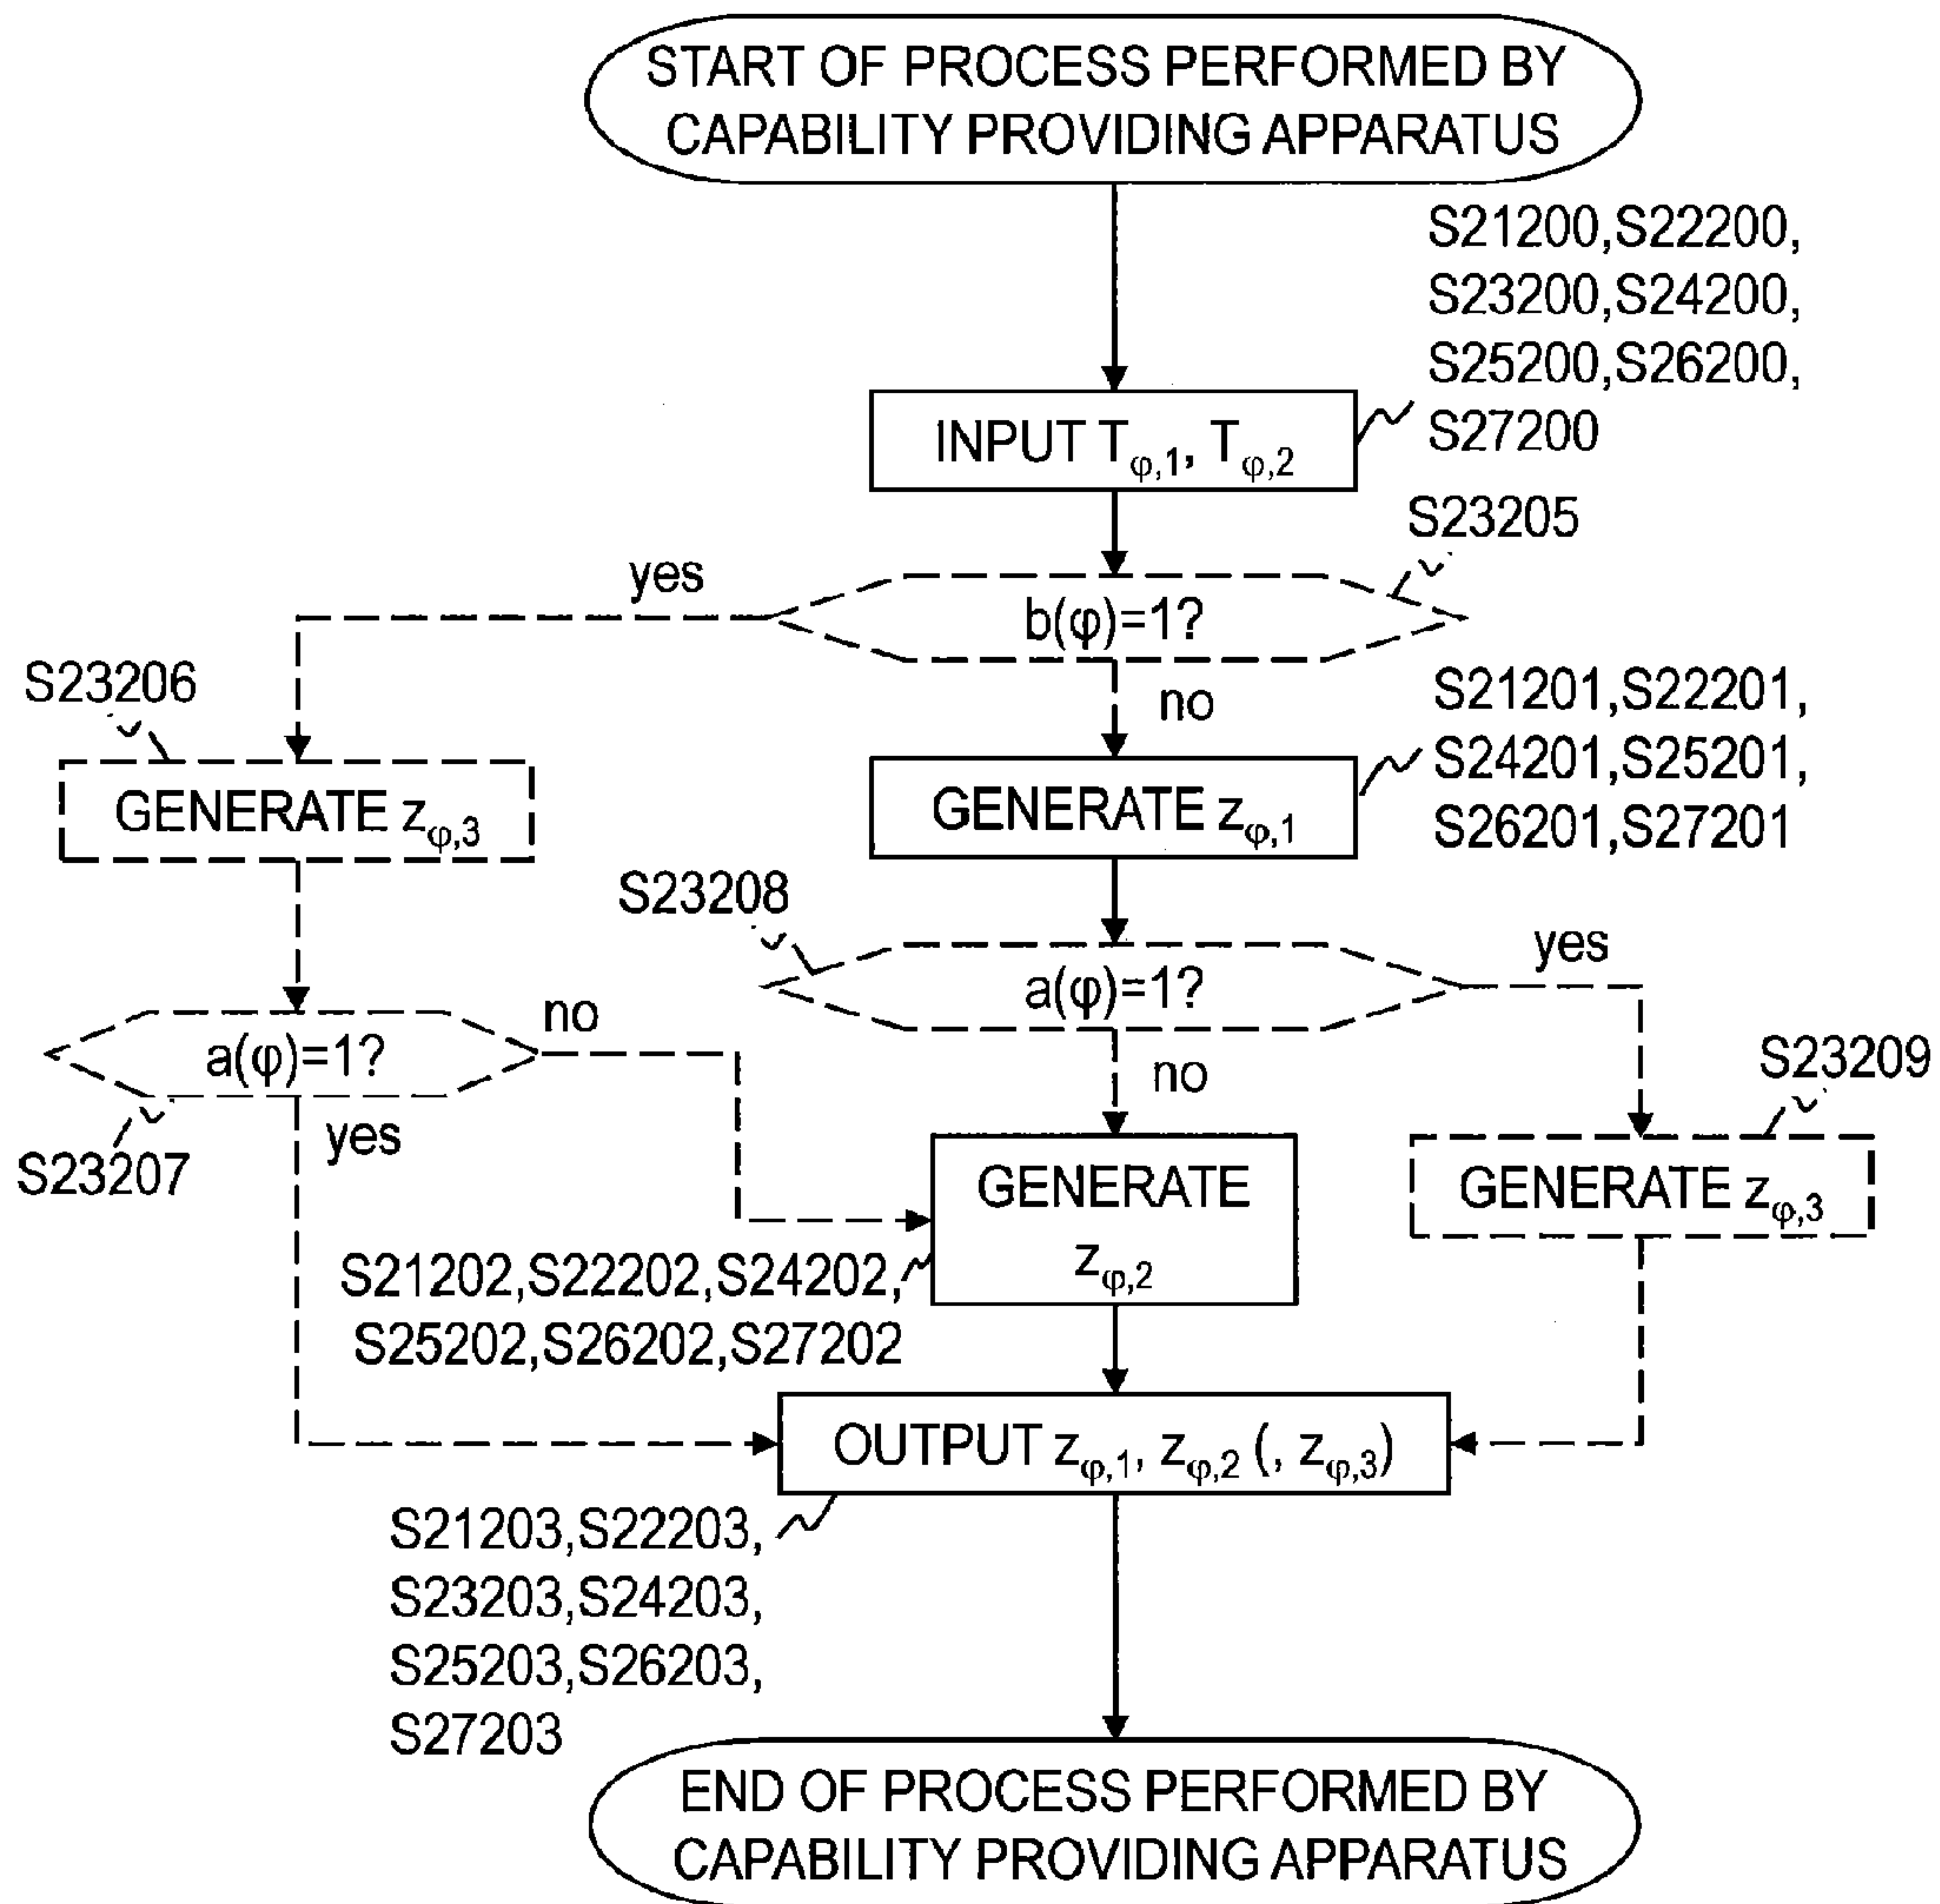 START OF PROCESS PERFORMED BY
CAPABILITY PROVIDING APPARATUS
S21200,S22200,
S23200,S24200,
S25200,S26200,
S27200
INPUT Tφ,1, Tφ,2
S23205
yes
b(φ)=1?
no
S23206
S21201,S22201,
S24201,S25201,
S26201,S27201
GENERATE zφ,3
GENERATE zφ,1
S23208
yes
a(φ)=1?
no
a(φ)=1?
no
S23209
yes
S23207
GENERATE
zφ,2
GENERATE zφ,3
S21202,S22202,S24202,
S25202,S26202,S27202
OUTPUT zφ,1, zφ,2 (, zφ,3)
S21203,S22203,
S23203,S24203,
S25203,S26203,
S27203
END OF PROCESS PERFORMED BY
CAPABILITY PROVIDING APPARATUS